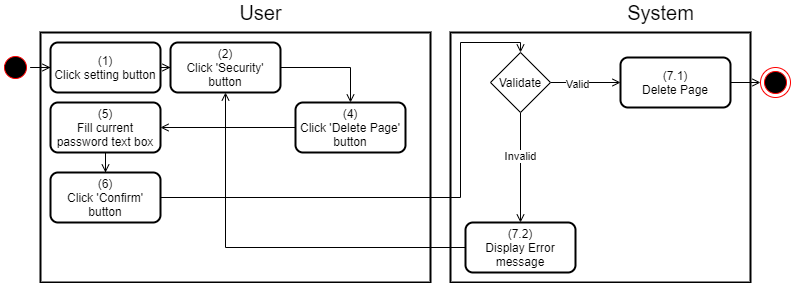 User
System
(1)
Click setting button
(2)
Click 'Security'
button
(4)
Click 'Delete Page'
button
(5)
Fill current
password text box
(6)
Click 'Confirm'
button
Validate
Valid
(7.1)
Delete Page
Invalid
(7.2)
Display Error
message